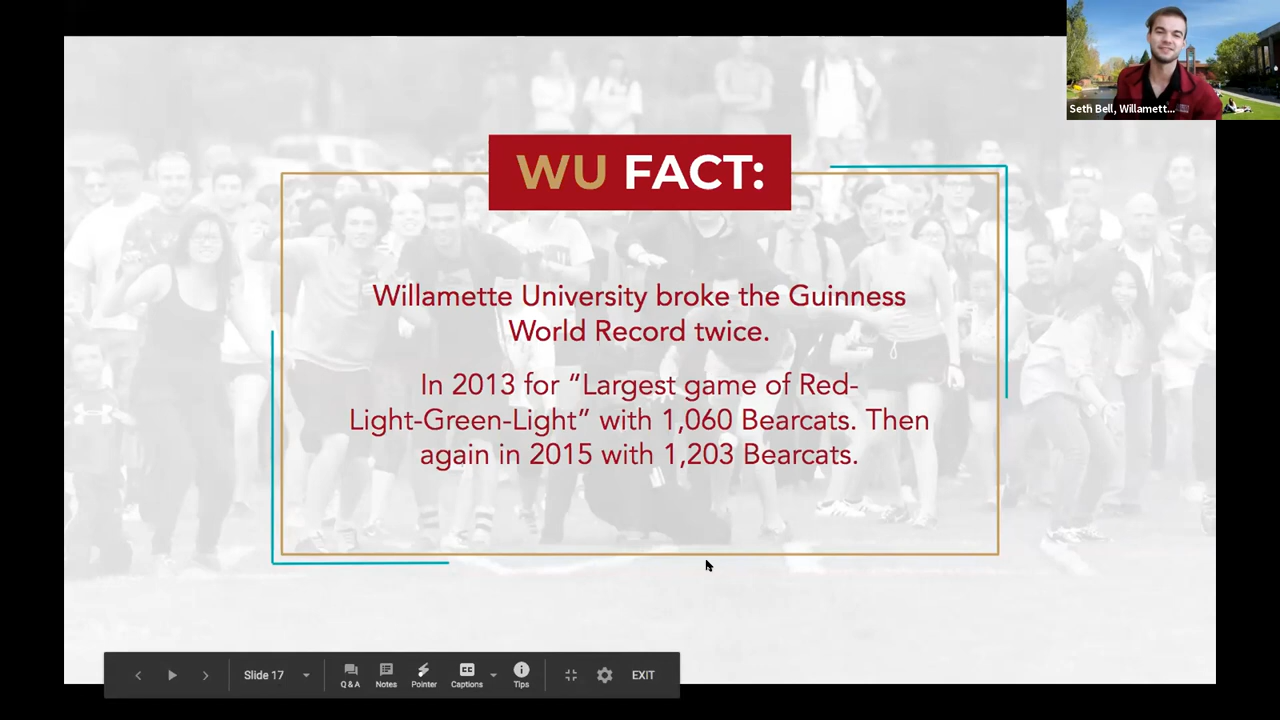 Seth Bell, Willamett...
WU FACT:
Willamette University broke the Guinness
World Record twice.
In 2013 for “Largest game of Red-
Light-Green-Light” with 1,060 Bearcats. Then
again in 2015 with 1,203 Bearcats.
Slide 17
Q & A
Notes
Pointer
CC
Captions
Tips
EXIT